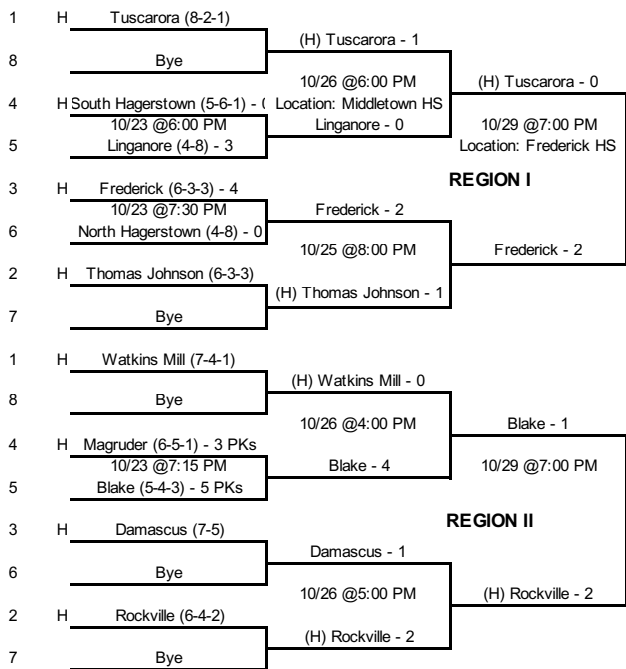 1 H Tuscarora (8-2-1)
(H) Tuscarora - 1
8 Bye
10/26 @6:00 PM (H) Tuscarora - 0
4 H South Hagerstown (5-6-1) - ( Location: Middletown HS
10/23 @6:00 PM Linganore - 0 10/29 @7:00 PM
5 Linganore (4-8) - 3 Location: Frederick HS
REGION I
3 H Frederick (6-3-3) - 4
10/23 @7:30 PM Frederick - 2
6 North Hagerstown (4-8) - 0
10/25 @8:00 PM Frederick - 2
2 H Thomas Johnson (6-3-3)
(H) Thomas Johnson - 1
7 Bye
1 H Watkins Mill (7-4-1)
(H) Watkins Mill - 0
8 Bye
10/26 @4:00 PM Blake - 1
4 H Magruder (6-5-1) - 3 PKs
10/23 @7:15 PM Blake - 4 10/29 @7:00 PM
5 Blake (5-4-3) - 5 PKs
REGION II
3 H Damascus (7-5)
Damascus - 1
6 Bye
10/26 @5:00 PM (H) Rockville - 2
2 H Rockville (6-4-2)
(H) Rockville - 2
7 Bye